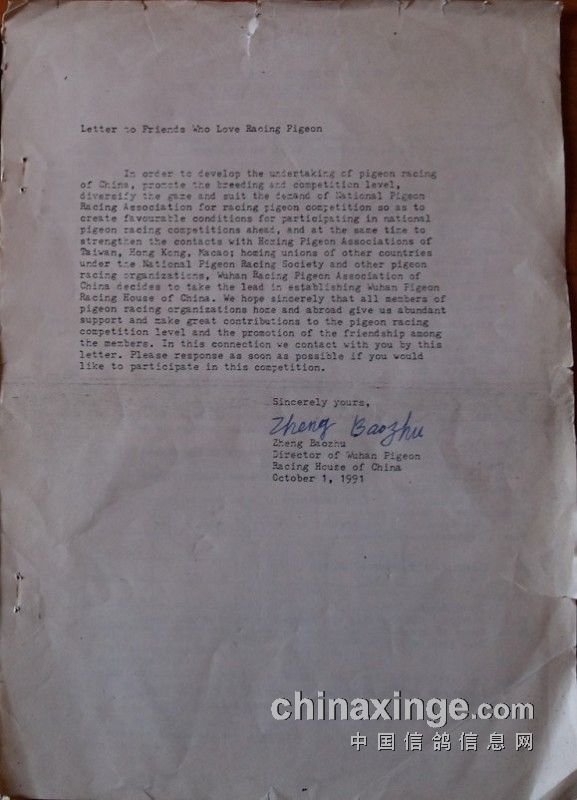 Letter to Friends Who Love Racing Pigeon
In order to develop the undertaking of pigeon racing
of China, promote the breeding and competition level,
diversify the game and suit the demand of National Pigeon
Racing Association for racing pigeon competition so as to
create favourable conditions for participating in national
pigeon racing competitions ahead, and at the same time to
strengthen the contacts with Homing Pigeon Associations of
Taiwan, Hong Kong, Macao; homing unions of other countries
under the National Pigeon Racing Society and other pigeon
racing organizations, Wuhan Racing Pigeon Association of
China decides to take the lead in establishing Wuhan Pigeon
Racing House of China. We hope sincerely that all members of
pigeon racing organizations home and abroad give us abundant
support and make great contributions to the pigeon racing
competition level and the promotion of the friendship among
the members. In this connection we contact with you by this
letter. Please response as soon as possible if you would
like to participate in this competition.
Sincerely yours,
Zheng Baozhu
Zheng Baozhu
Director of Wuhan Pigeon
Racing House of China
October 1, 1991
chinaxinge.com
中国信鸽信息网